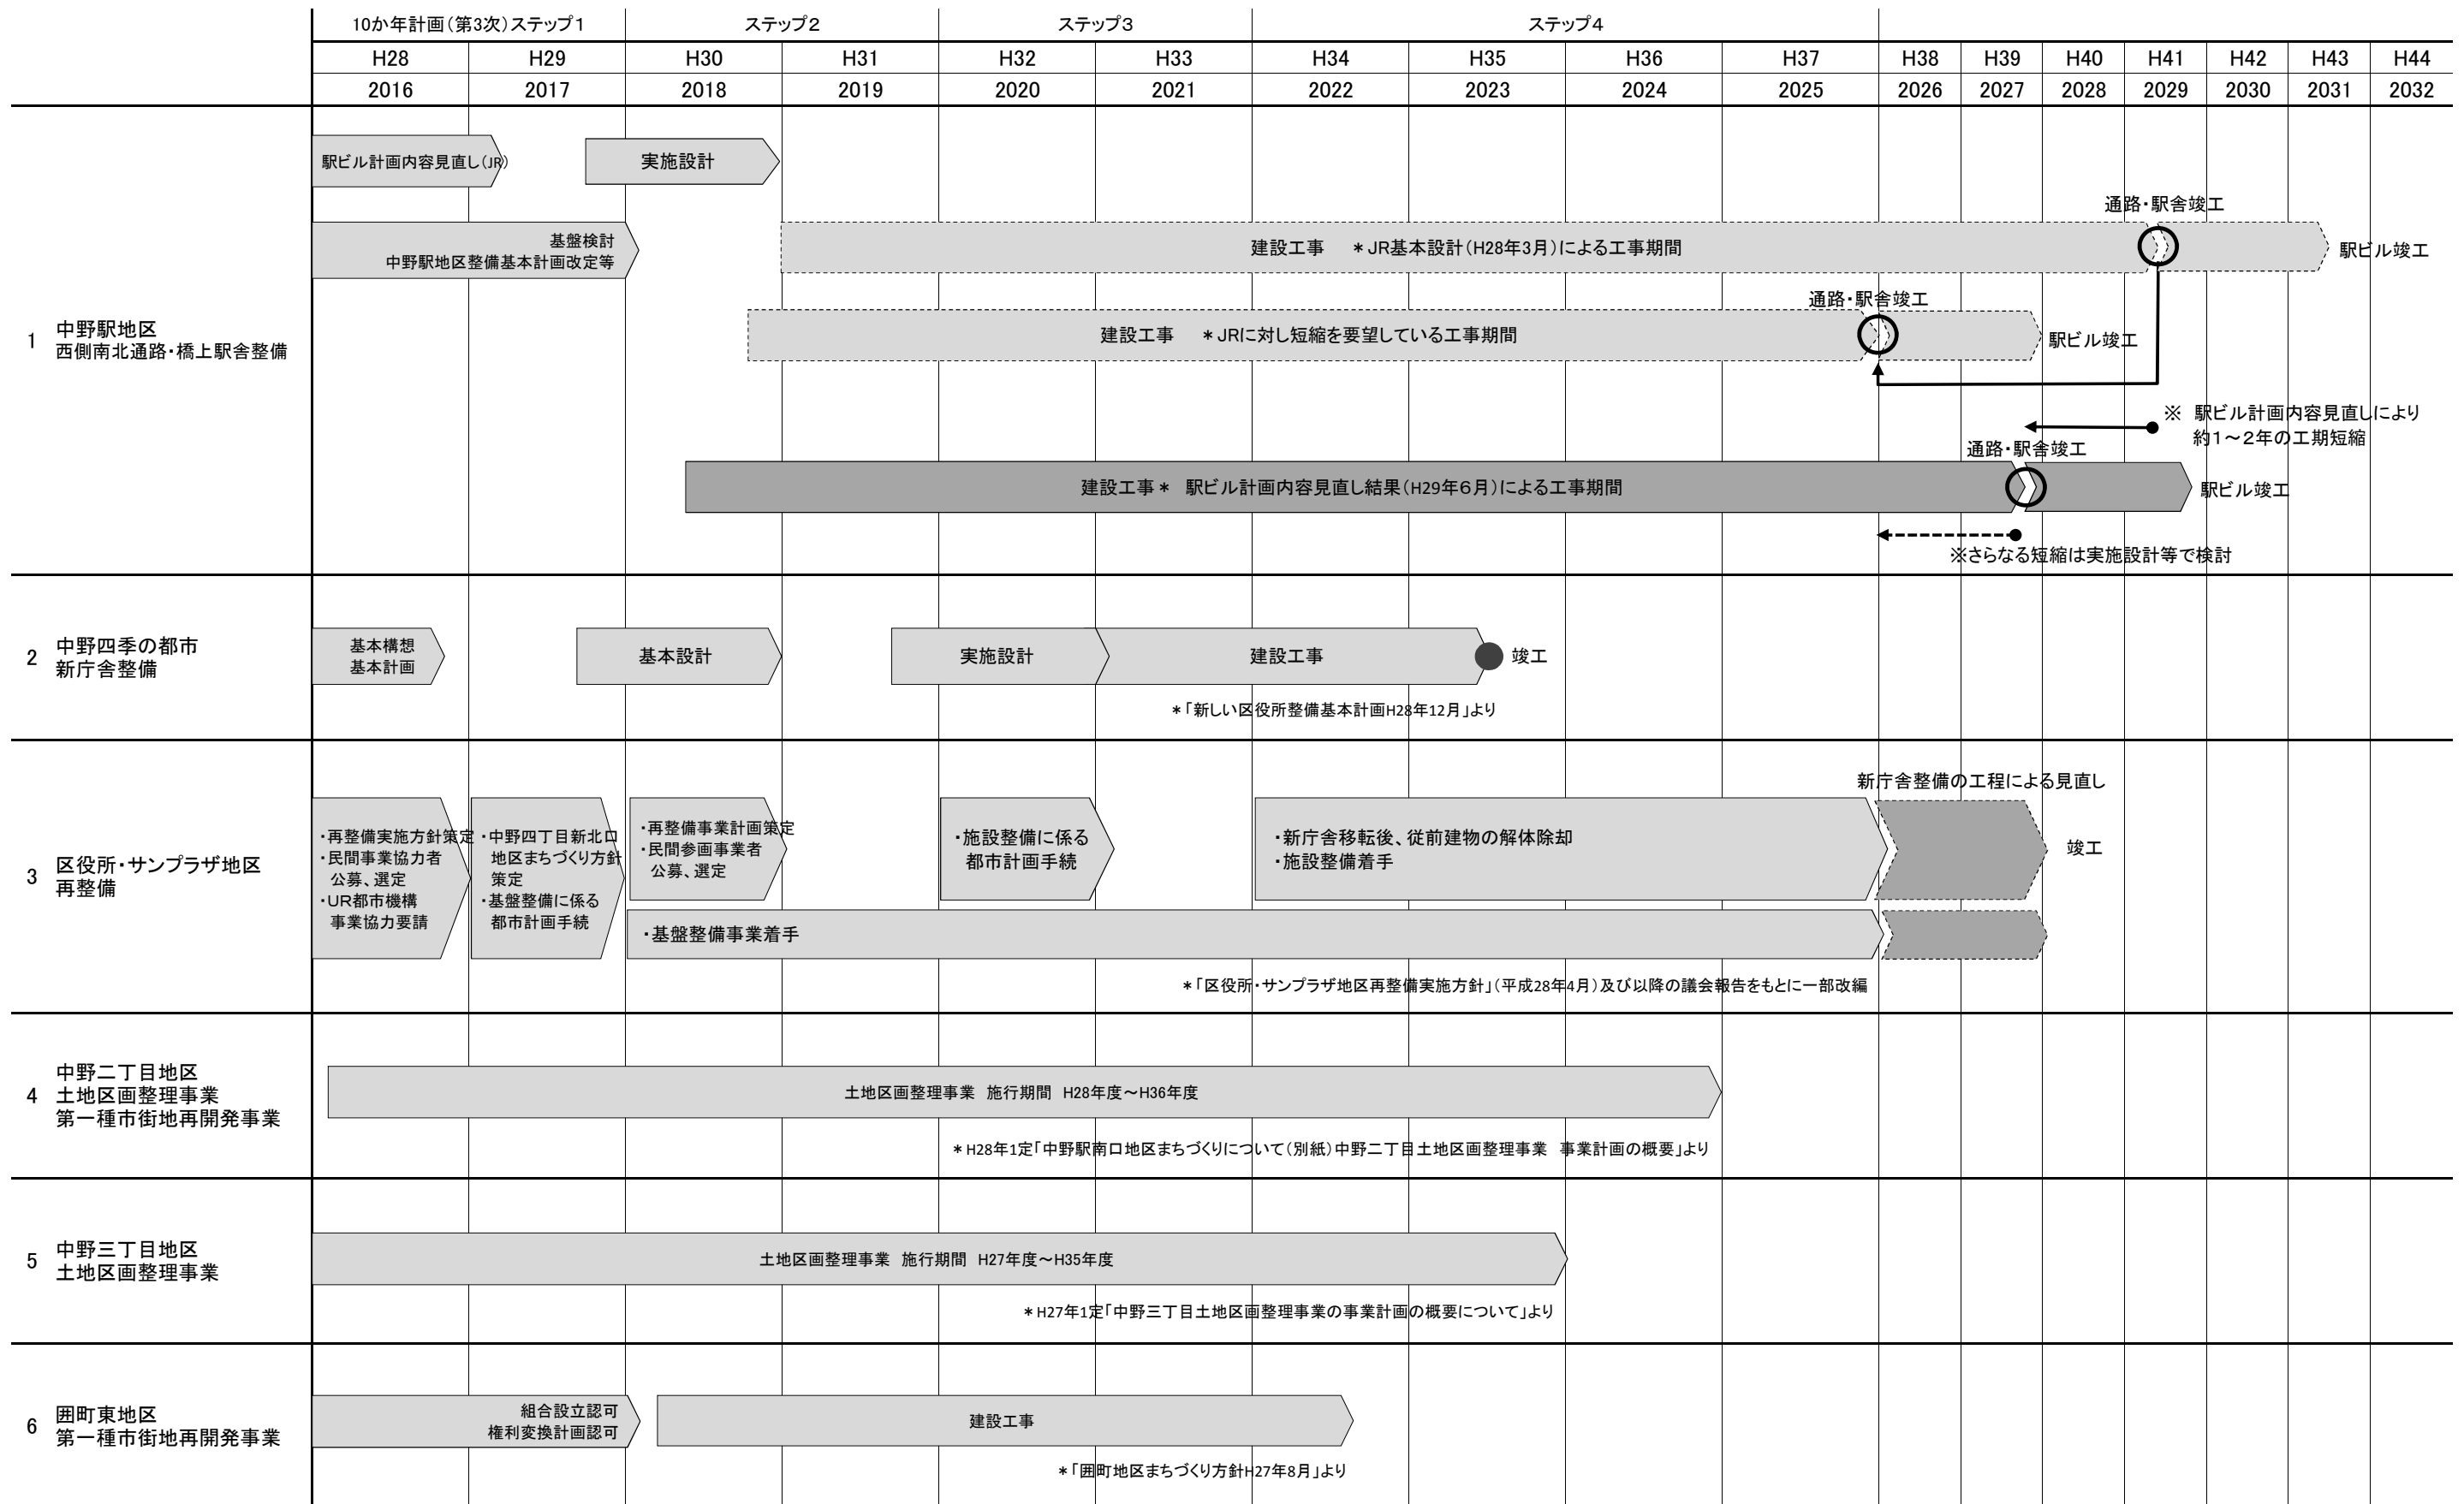 10か年計画（第3次）ステップ１ ステップ２ ステップ３ ステップ４
H28 H29 H30 H31 H32 H33 H34 H35 H36 H37 H38 H39 H40 H41 H42 H43 H44
2016 2017 2018 2019 2020 2021 2022 2023 2024 2025 2026 2027 2028 2029 2030 2031 2032
1
中野駅地区
西側南北通路・橋上駅舎整備
駅ビル計画内容見直し（JR）
実施設計
基盤検討
中野駅地区整備基本計画改定等
建設工事　＊JR基本設計（H28年3月）による工事期間
通路・駅舎竣工
駅ビル竣工
建設工事　＊JRに対し短縮を要望している工事期間
通路・駅舎竣工
駅ビル竣工
※　駅ビル計画内容見直しにより
約１～２年の工期短縮
通路・駅舎竣工
建設工事＊　駅ビル計画内容見直し結果（H29年６月）による工事期間
駅ビル竣工
※さらなる短縮は実施設計等で検討
2
中野四季の都市
新庁舎整備
基本構想
基本計画
基本設計
実施設計
建設工事
竣工
＊「新しい区役所整備基本計画H28年12月」より
3
区役所・サンプラザ地区
再整備
・再整備実施方針策定
・民間事業協力者
公募、選定
・UR都市機構
事業協力要請
・中野四丁目新北口
地区まちづくり方針
策定
・基盤整備に係る
都市計画手続
・再整備事業計画策定
・民間参画事業者
公募、選定
・施設整備に係る
都市計画手続
・新庁舎移転後、従前建物の解体除却
・施設整備着手
新庁舎整備の工程による見直し
竣工
・基盤整備事業着手
＊「区役所・サンプラザ地区再整備実施方針」（平成28年4月）及び以降の議会報告をもとに一部改編
4
中野二丁目地区
土地区画整理事業
第一種市街地再開発事業
土地区画整理事業　施行期間　H28年度～H36年度
＊H28年1定「中野駅南口地区まちづくりについて（別紙）中野二丁目土地区画整理事業　事業計画の概要」より
5
中野三丁目地区
土地区画整理事業
土地区画整理事業　施行期間　H27年度～H35年度
＊H27年1定「中野三丁目土地区画整理事業の事業計画の概要について」より
6
囲町東地区
第一種市街地再開発事業
組合設立認可
権利変換計画認可
建設工事
＊「囲町地区まちづくり方針H27年8月」より